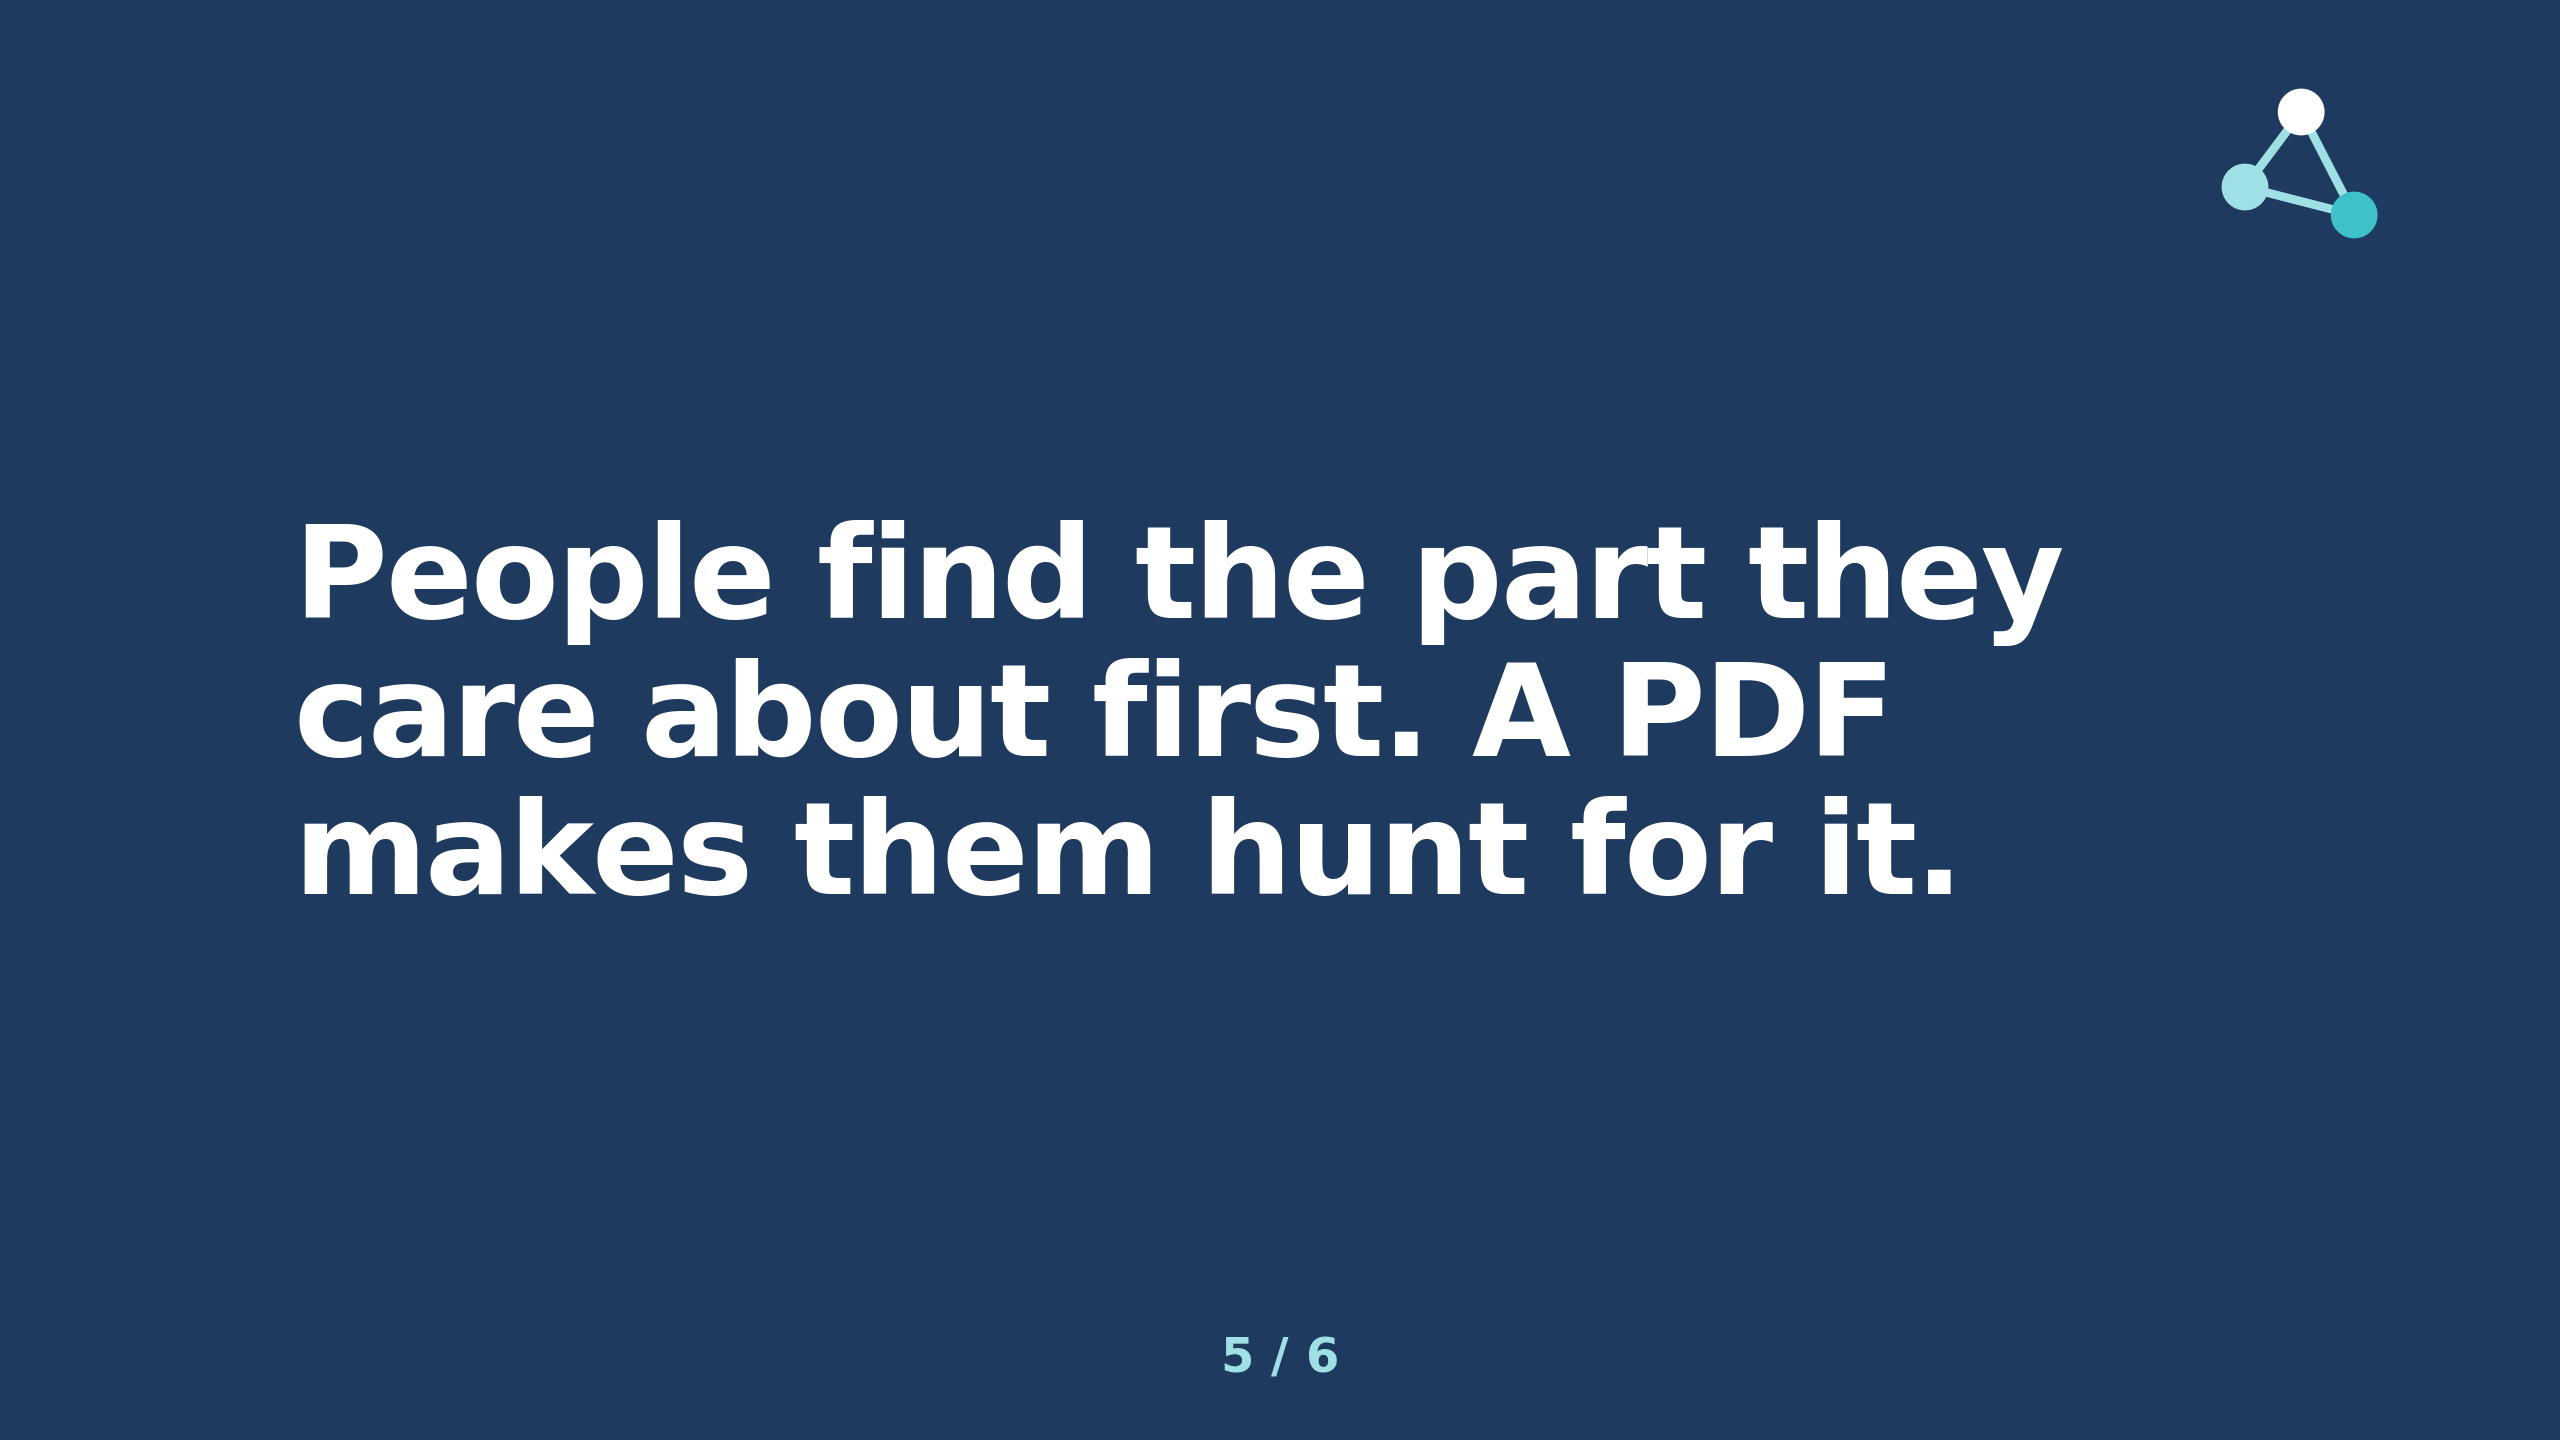 People find the part they
care about first. A PDF
makes them hunt for it.
5 / 6